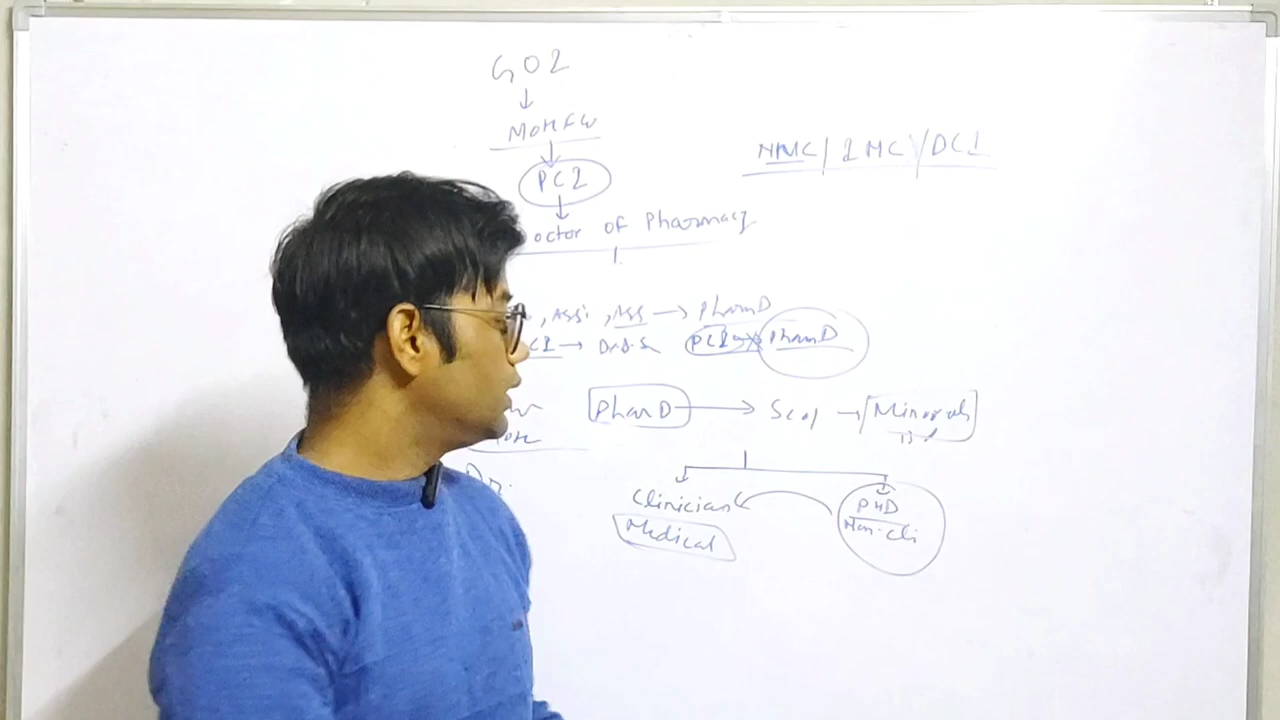 GOI
MOHFW
PCI
NMC / IMC / DCI
octor of Pharmacy
, Assi , Ass → PharmD
CI → PCI PharmD
PharmD → Scop →
Dr.
Clinician PHD
Medical Non-cli